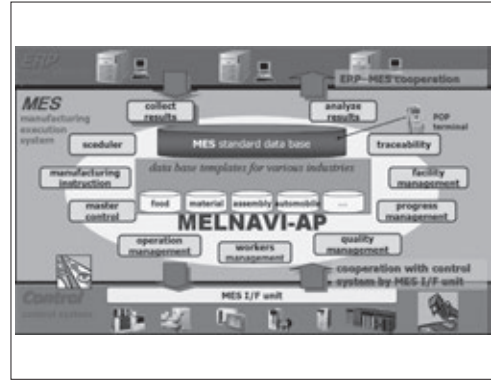 ERP
ERP-MES cooperation
MES
manufacturing
execution
system
collect
results
analyze
results
POP
terminal
sceduler
MES standard data base
traceability
data base templates for various industries
manufacturing
instruction
facility
management
master
control
food
material
assembly
automobile
...
progress
management
MELNAVI-AP
operation
management
workers
management
quality
management
cooperation with control
system by MES I/F unit
Control
control system
MES I/F unit